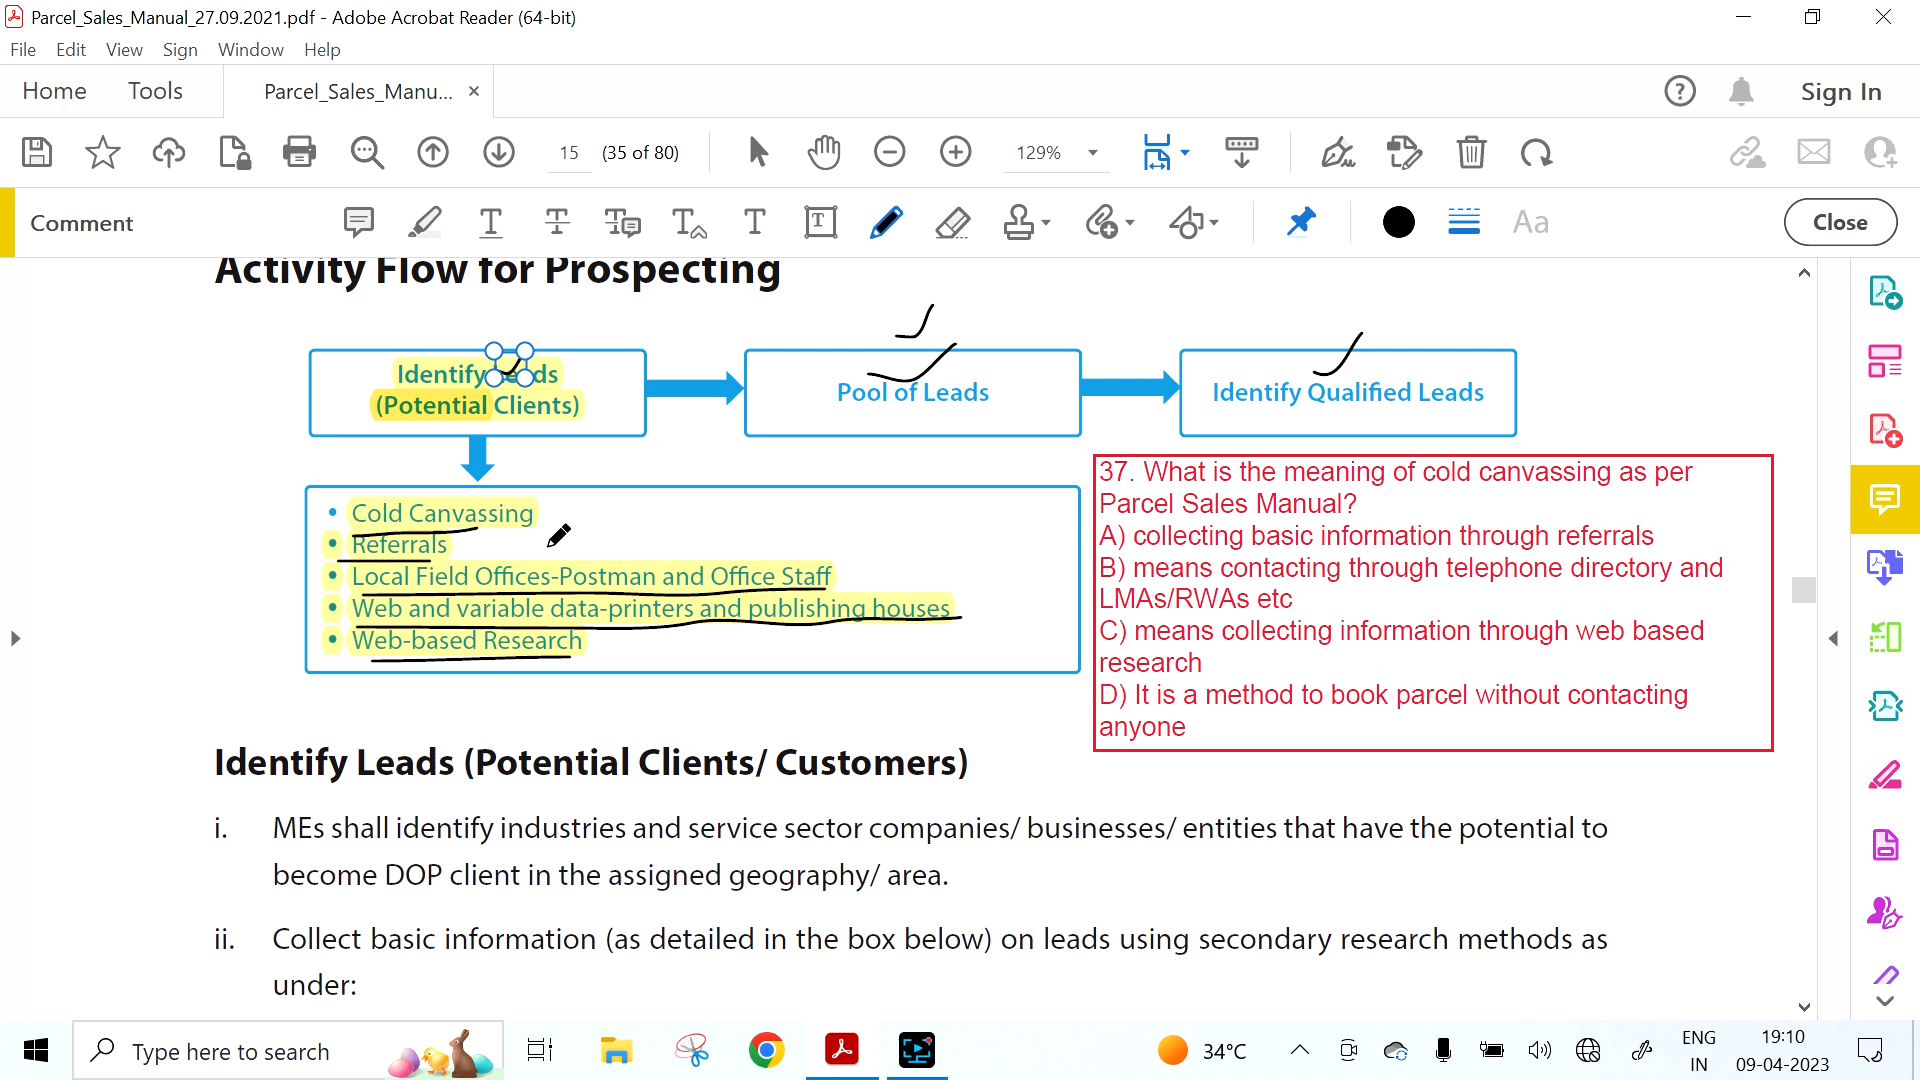 Parcel_Sales_Manual_27.09.2021.pdf - Adobe Acrobat Reader (64-bit)
File Edit View Sign Window Help
Home Tools Parcel_Sales_Manu... × Sign In
15 (35 of 80) 129%
Comment Aa Close
Activity Flow for Prospecting
Identify ds
(Potential Clients)
Pool of Leads
Identify Qualified Leads
• Cold Canvassing
• Referrals
• Local Field Offices-Postman and Office Staff
• Web and variable data-printers and publishing houses
• Web-based Research
37. What is the meaning of cold canvassing as per
Parcel Sales Manual?
A) collecting basic information through referrals
B) means contacting through telephone directory and
LMAs/RWAs etc
C) means collecting information through web based
research
D) It is a method to book parcel without contacting
anyone
Identify Leads (Potential Clients/ Customers)
i. MEs shall identify industries and service sector companies/ businesses/ entities that have the potential to
become DOP client in the assigned geography/ area.
ii. Collect basic information (as detailed in the box below) on leads using secondary research methods as
under:
Type here to search
34°C
ENG
IN
19:10
09-04-2023